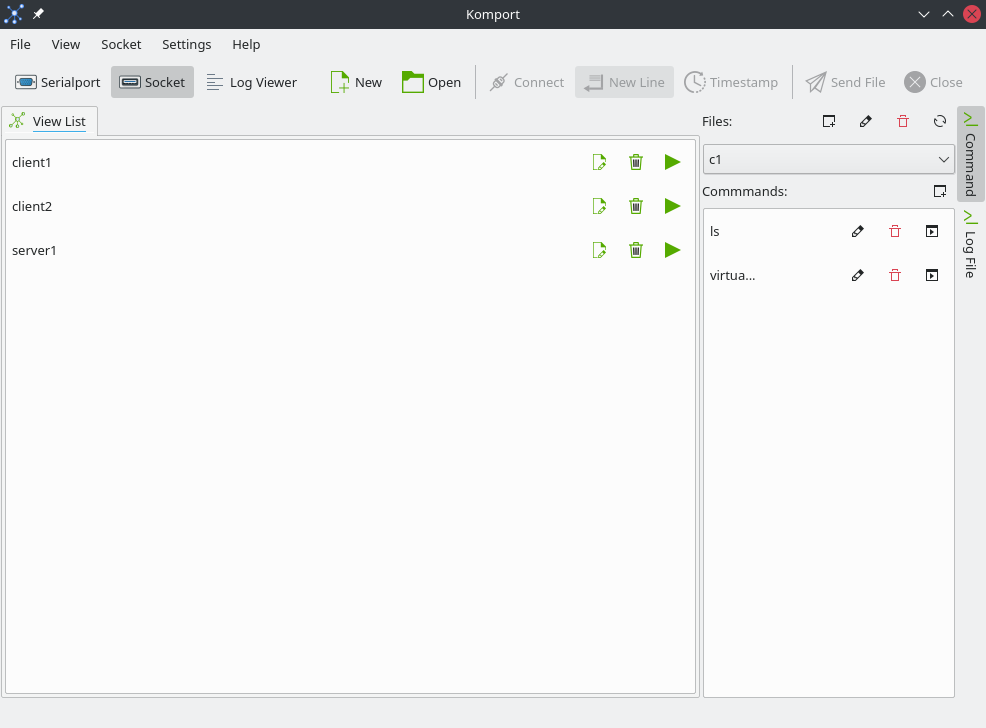 Komport
File View Socket Settings Help
Serialport Socket Log Viewer New Open Connect New Line Timestamp Send File Close
View List
client1
client2
server1
Files:
c1
Commmands:
ls
virtua...
Command
Log File